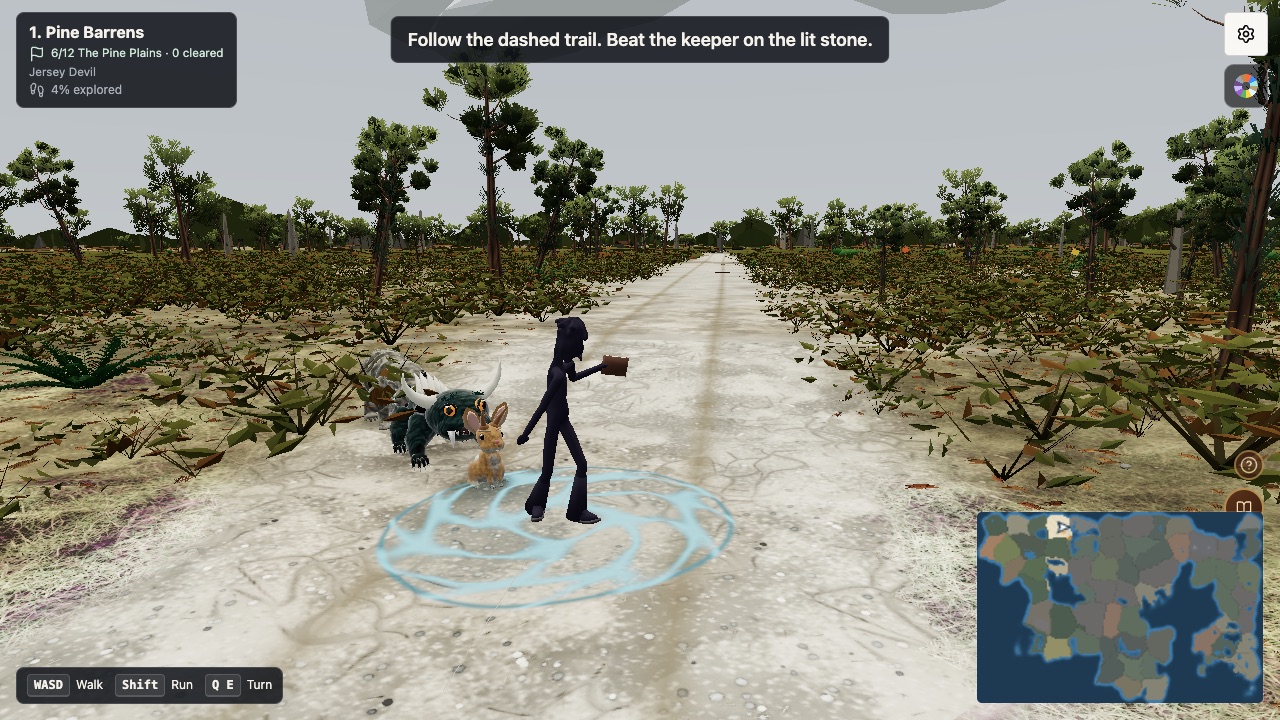 1. Pine Barrens
6/12 The Pine Plains · 0 cleared
Jersey Devil
4% explored
Follow the dashed trail. Beat the keeper on the lit stone.
WASD Walk Shift Run Q E Turn